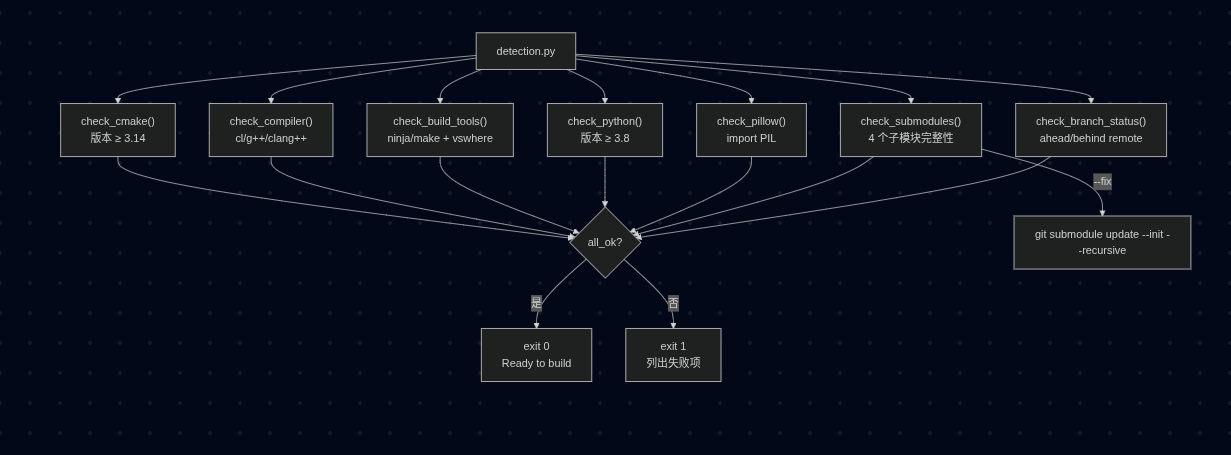 detection.py
check_cmake()
版本 ≥ 3.14
check_compiler()
cl/g++/clang++
check_build_tools()
ninja/make + vswhere
check_python()
版本 ≥ 3.8
check_pillow()
import PIL
check_submodules()
4 个子模块完整性
check_branch_status()
ahead/behind remote
--fix
git submodule update --init -
-recursive
all_ok?
是
否
exit 0
Ready to build
exit 1
列出失败项